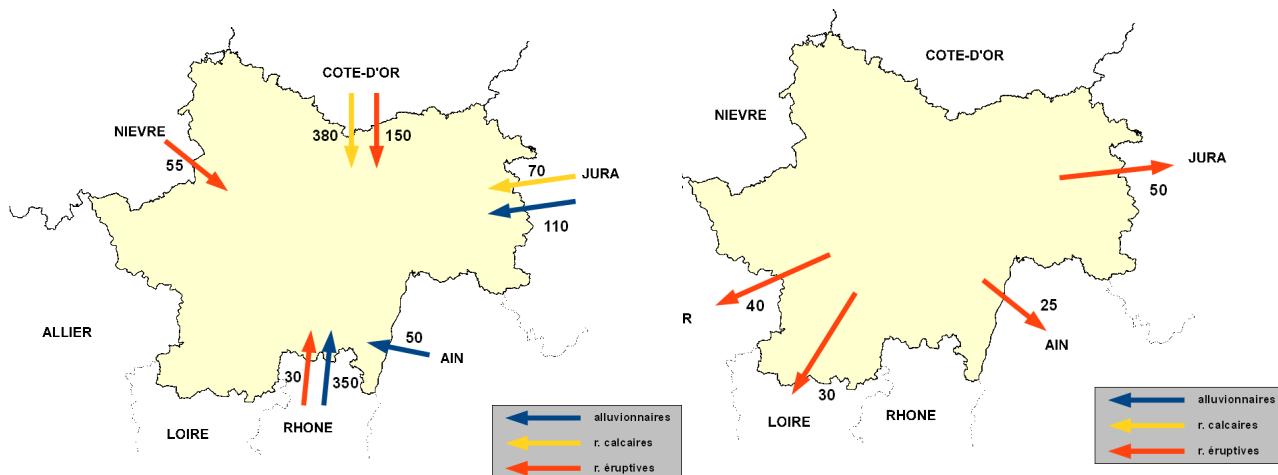 COTE-D'OR
380
150
NIEVRE
55
70
JURA
110
ALLIER
50
AIN
30
350
LOIRE
RHONE
alluvionnaires
r. calcaires
r. éruptives
COTE-D'OR
NIEVRE
JURA
50
40
R
25
AIN
30
LOIRE
RHONE
alluvionnaires
r. calcaires
r. éruptives